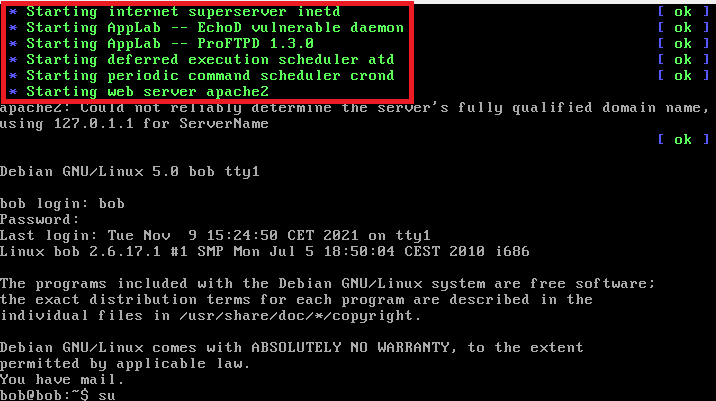 * Starting internet superserver inetd [ ok ]
* Starting AppLab -- EchoD vulnerable daemon [ ok ]
* Starting AppLab -- ProFTPD 1.3.0 [ ok ]
* Starting deferred execution scheduler atd [ ok ]
* Starting periodic command scheduler crond [ ok ]
* Starting web server apache2
apache2: Could not reliably determine the server's fully qualified domain name,
using 127.0.1.1 for ServerName
[ ok ]
Debian GNU/Linux 5.0 bob tty1
bob login: bob
Password:
Last login: Tue Nov  9 15:24:50 CET 2021 on tty1
Linux bob 2.6.17.1 #1 SMP Mon Jul 5 18:50:04 CEST 2010 i686
The programs included with the Debian GNU/Linux system are free software;
the exact distribution terms for each program are described in the
individual files in /usr/share/doc/*/copyright.
Debian GNU/Linux comes with ABSOLUTELY NO WARRANTY, to the extent
permitted by applicable law.
You have mail.
bob@bob:~$ su